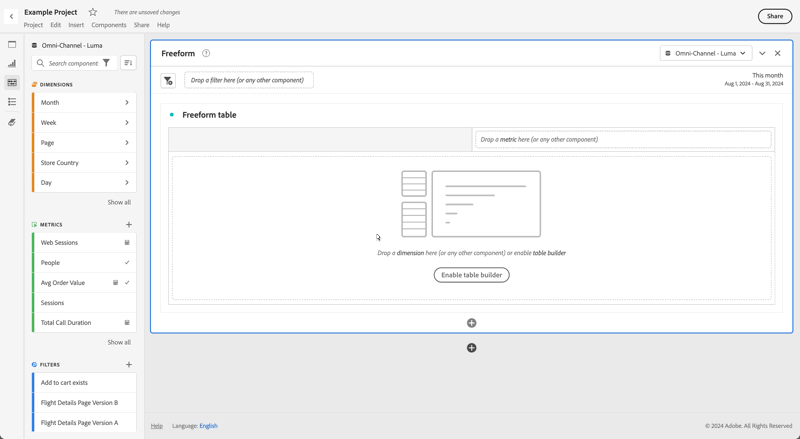 Example Project
There are unsaved changes
Project Edit Insert Components Share Help
Share
Omni-Channel - Luma
Search component
DIMENSIONS
Month
Week
Page
Store Country
Day
Show all
METRICS
Web Sessions
People
Avg Order Value
Sessions
Total Call Duration
Show all
FILTERS
Add to cart exists
Flight Details Page Version B
Flight Details Page Version A
Freeform
Omni-Channel - Luma
Drop a filter here (or any other component)
This month
Aug 1, 2024 - Aug 31, 2024
Freeform table
Drop a metric here (or any other component)
Drop a dimension here (or any other component) or enable table builder
Enable table builder
Help Language: English
© 2024 Adobe. All Rights Reserved